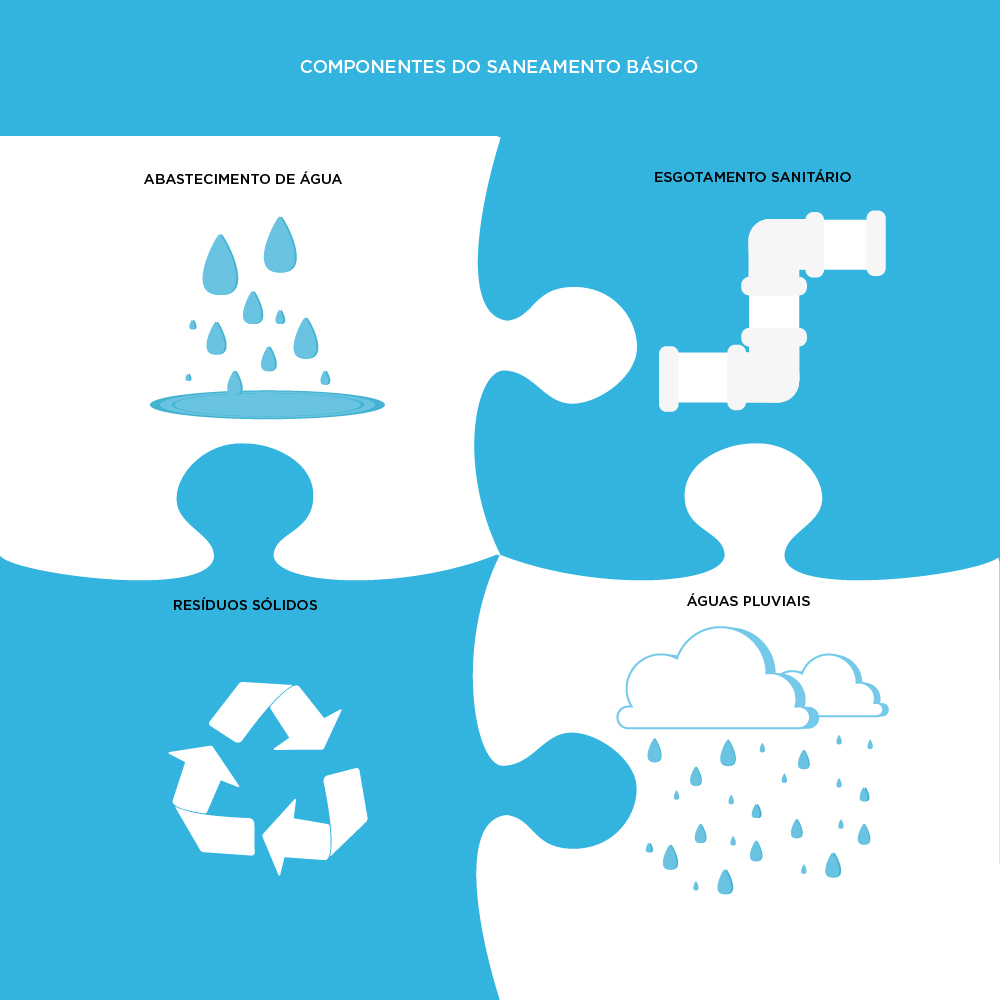 COMPONENTES DO SANEAMENTO BÁSICO
ABASTECIMENTO DE ÁGUA
ESGOTAMENTO SANITÁRIO
RESÍDUOS SÓLIDOS
ÁGUAS PLUVIAIS